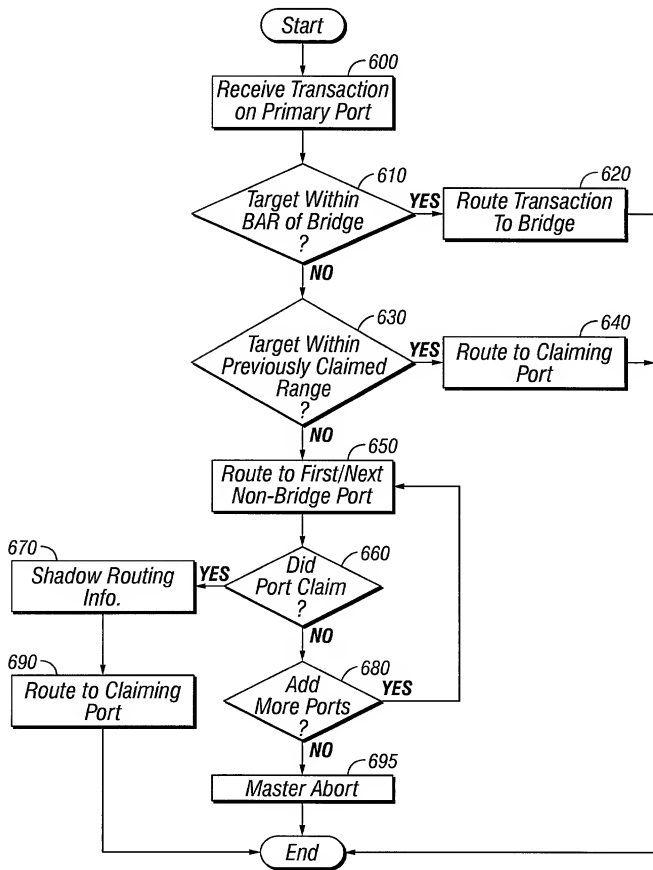 Start
600
Receive Transaction
on Primary Port
610
Target Within
BAR of Bridge
?
YES
620
Route Transaction
To Bridge
NO
630
Target Within
Previously Claimed
Range
?
YES
640
Route to Claiming
Port
NO
650
Route to First/Next
Non-Bridge Port
660
Did
Port Claim
?
YES
670
Shadow Routing
Info.
NO
680
Add
More Ports
?
YES
690
Route to Claiming
Port
NO
695
Master Abort
End